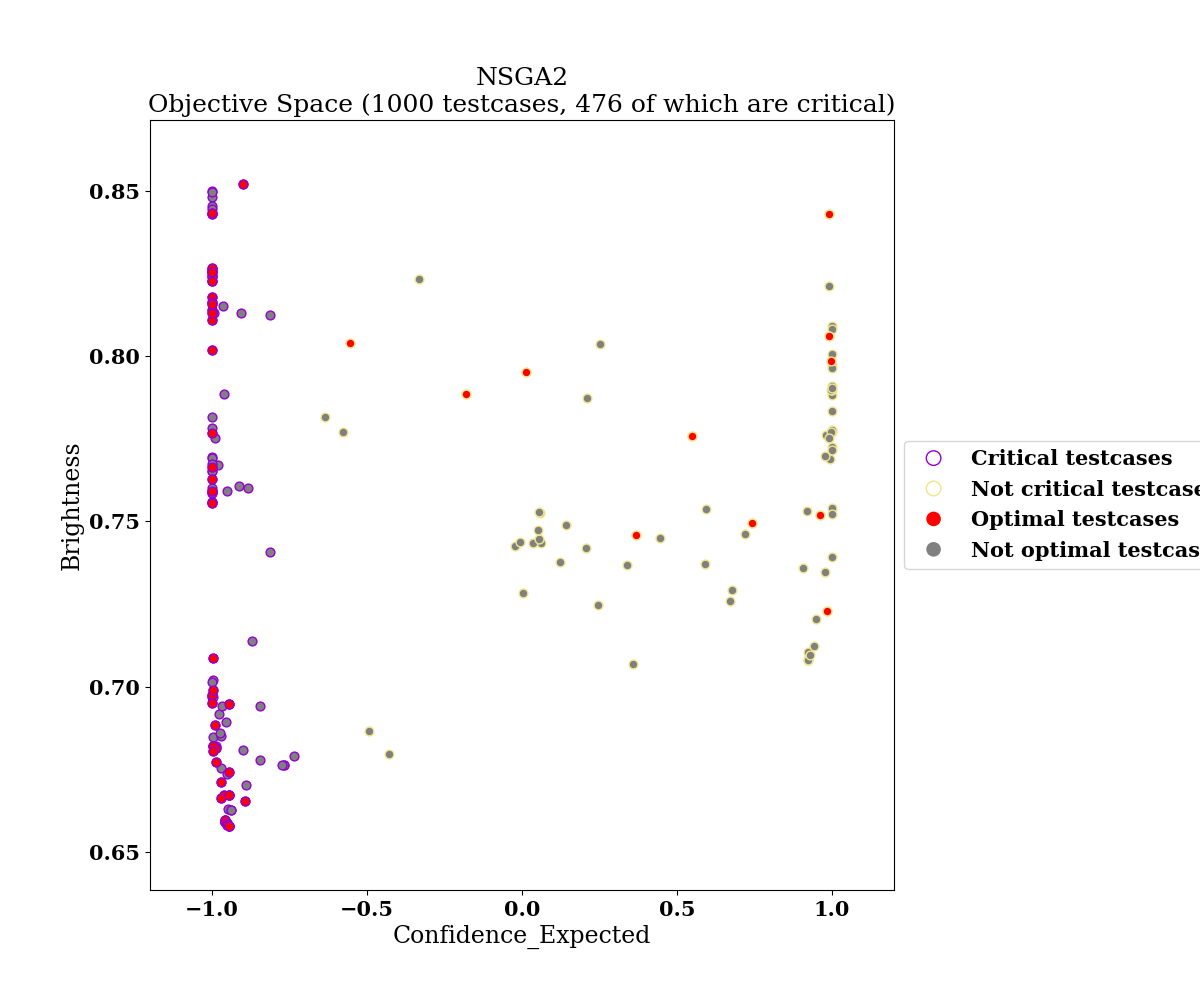 NSGA2
Objective Space (1000 testcases, 476 of which are critical)
0.85
0.80
0.75
0.70
0.65
Brightness
−1.0
−0.5
0.0
0.5
1.0
Confidence_Expected
Critical testcases
Not critical testcase
Optimal testcases
Not optimal testcas